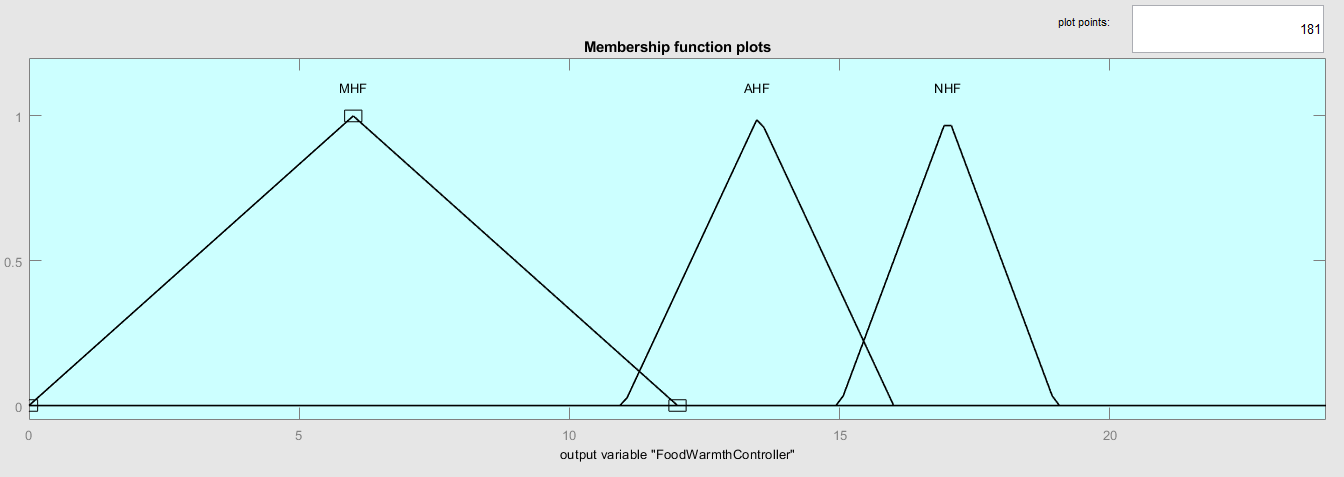 plot points:
181
Membership function plots
MHF AHF NHF
1
0.5
0
0 5 10 15 20
output variable "FoodWarmthController"